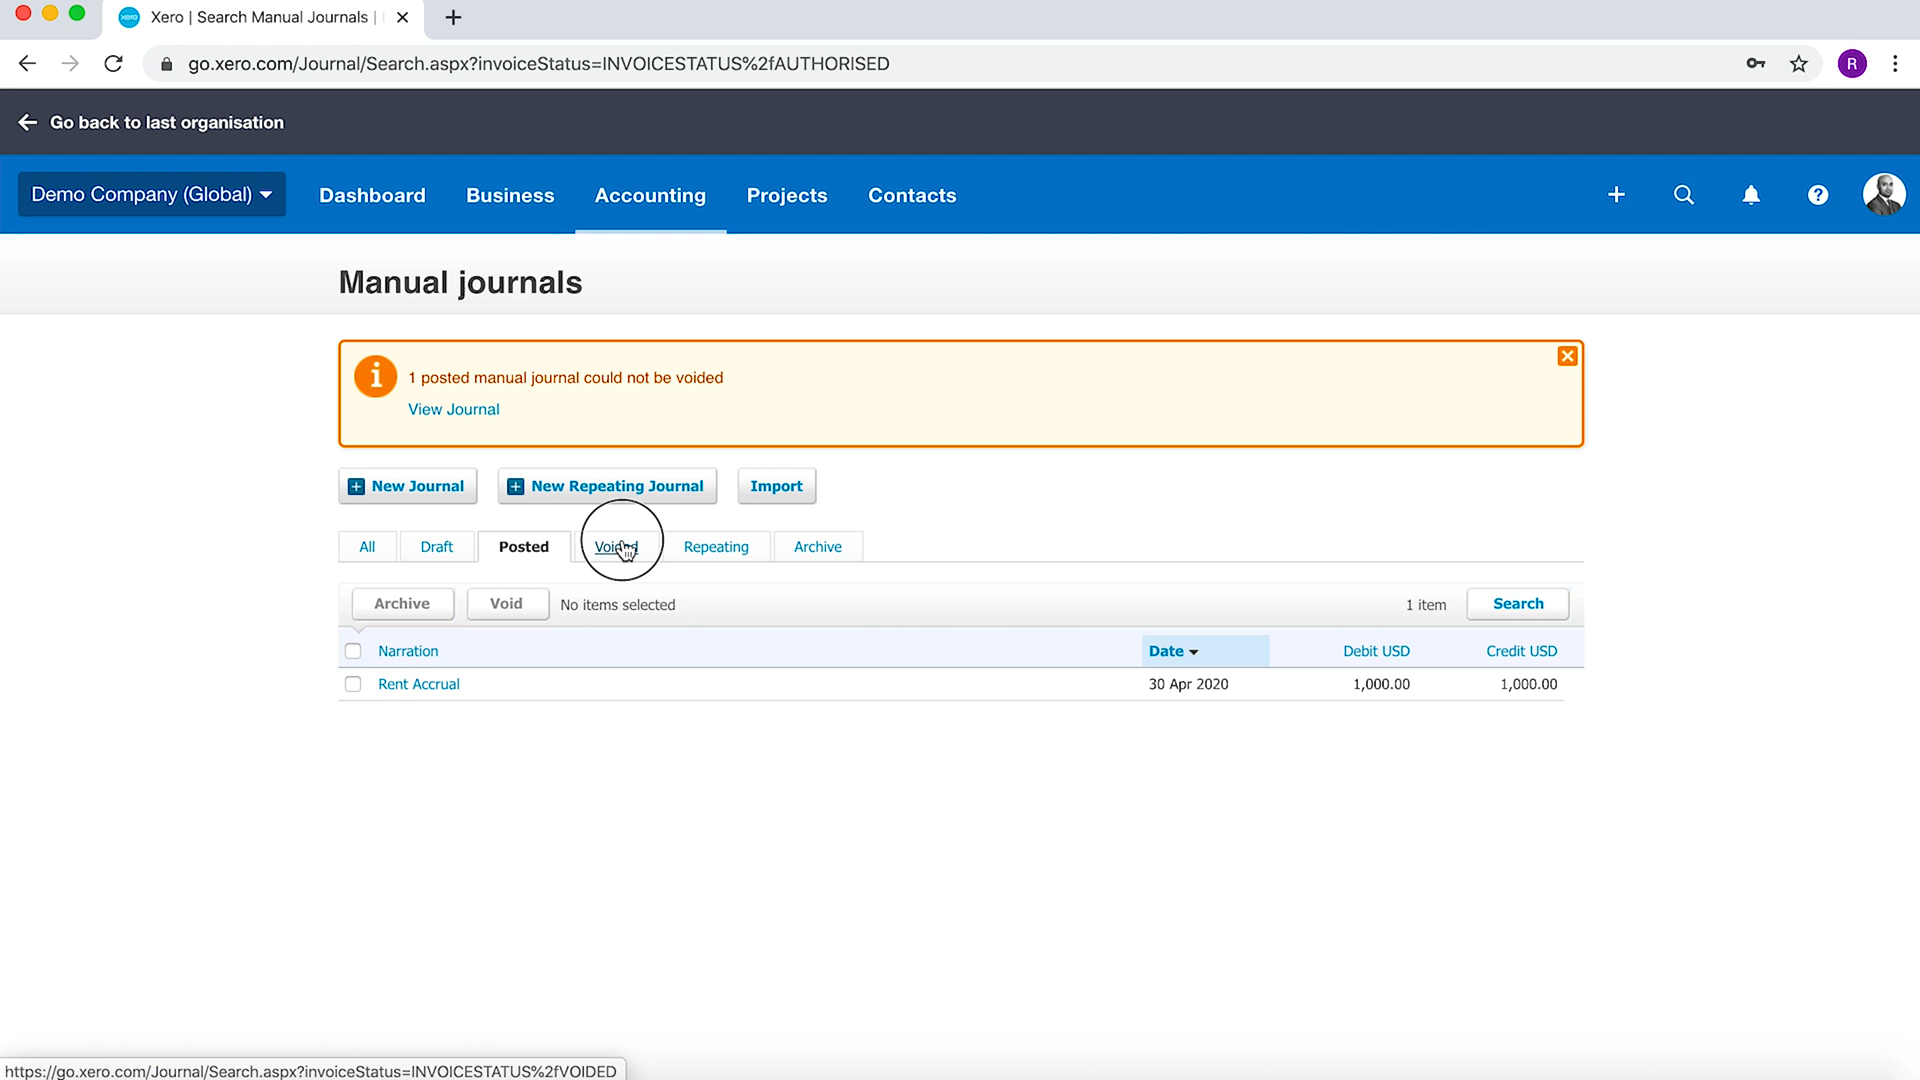 xero Xero | Search Manual Journals |
go.xero.com/Journal/Search.aspx?invoiceStatus=INVOICESTATUS%2fAUTHORISED
R
Go back to last organisation
Demo Company (Global) Dashboard Business Accounting Projects Contacts
Manual journals
1 posted manual journal could not be voided
View Journal
New Journal New Repeating Journal Import
All Draft Posted Voided Repeating Archive
Archive Void No items selected 1 item Search
Narration Date Debit USD Credit USD
Rent Accrual 30 Apr 2020 1,000.00 1,000.00
https://go.xero.com/Journal/Search.aspx?invoiceStatus=INVOICESTATUS%2fVOIDED